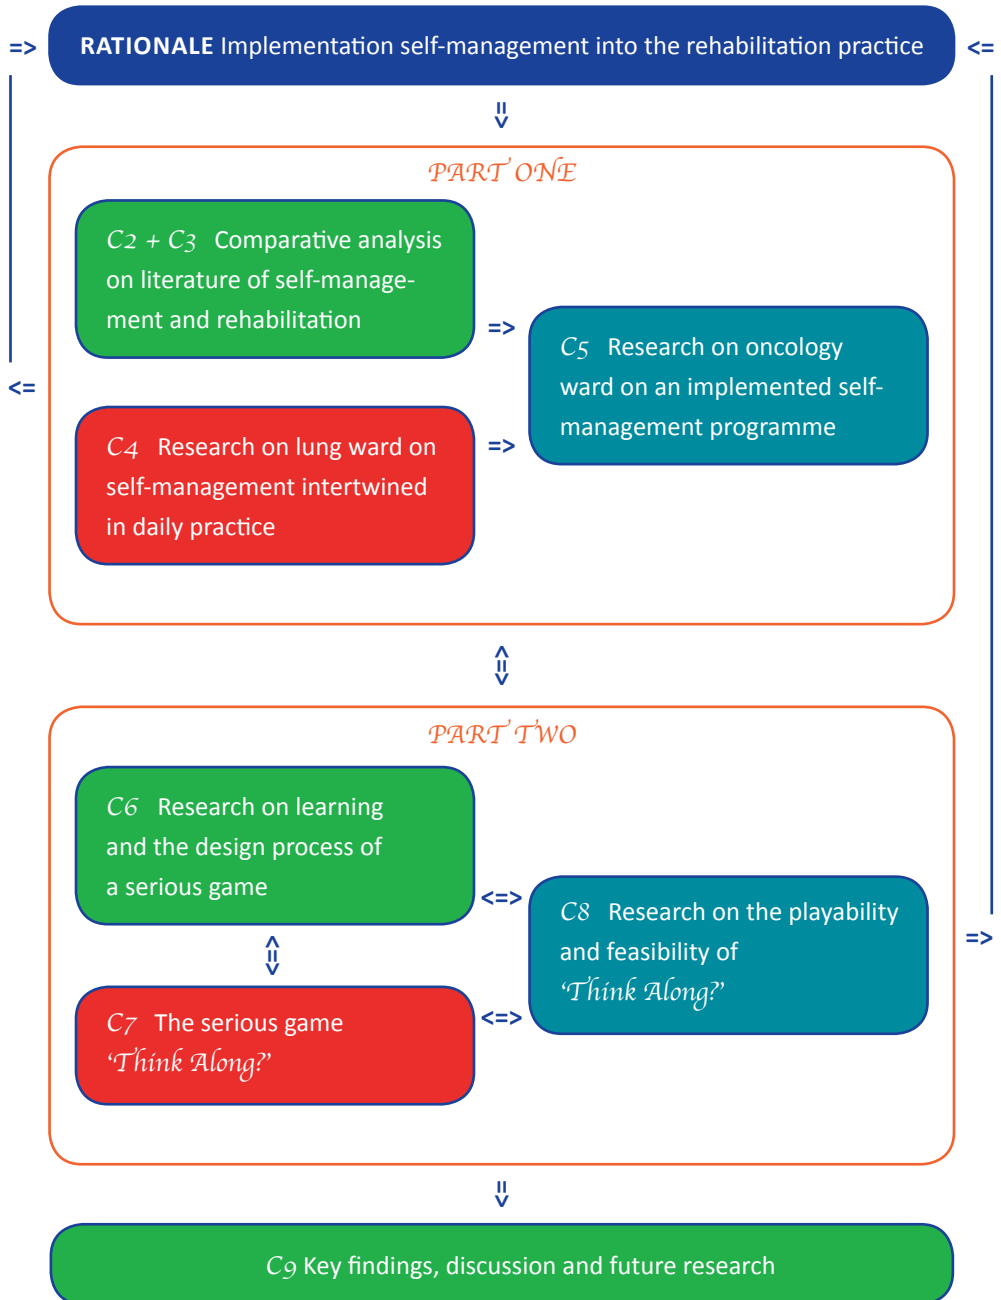 => RATIONALE Implementation self-management into the rehabilitation practice <=
=>
PART ONE
C2 + C3 Comparative analysis
on literature of self-manage-
ment and rehabilitation
=>
C5 Research on oncology
ward on an implemented self-
management programme
<=
C4 Research on lung ward on
self-management intertwined
in daily practice
=>
<=>
PART TWO
C6 Research on learning
and the design process of
a serious game
<=>
C8 Research on the playability
and feasibility of
‘Think Along?’
=>
<=>
C7 The serious game
‘Think Along?’
<=>
=>
C9 Key findings, discussion and future research